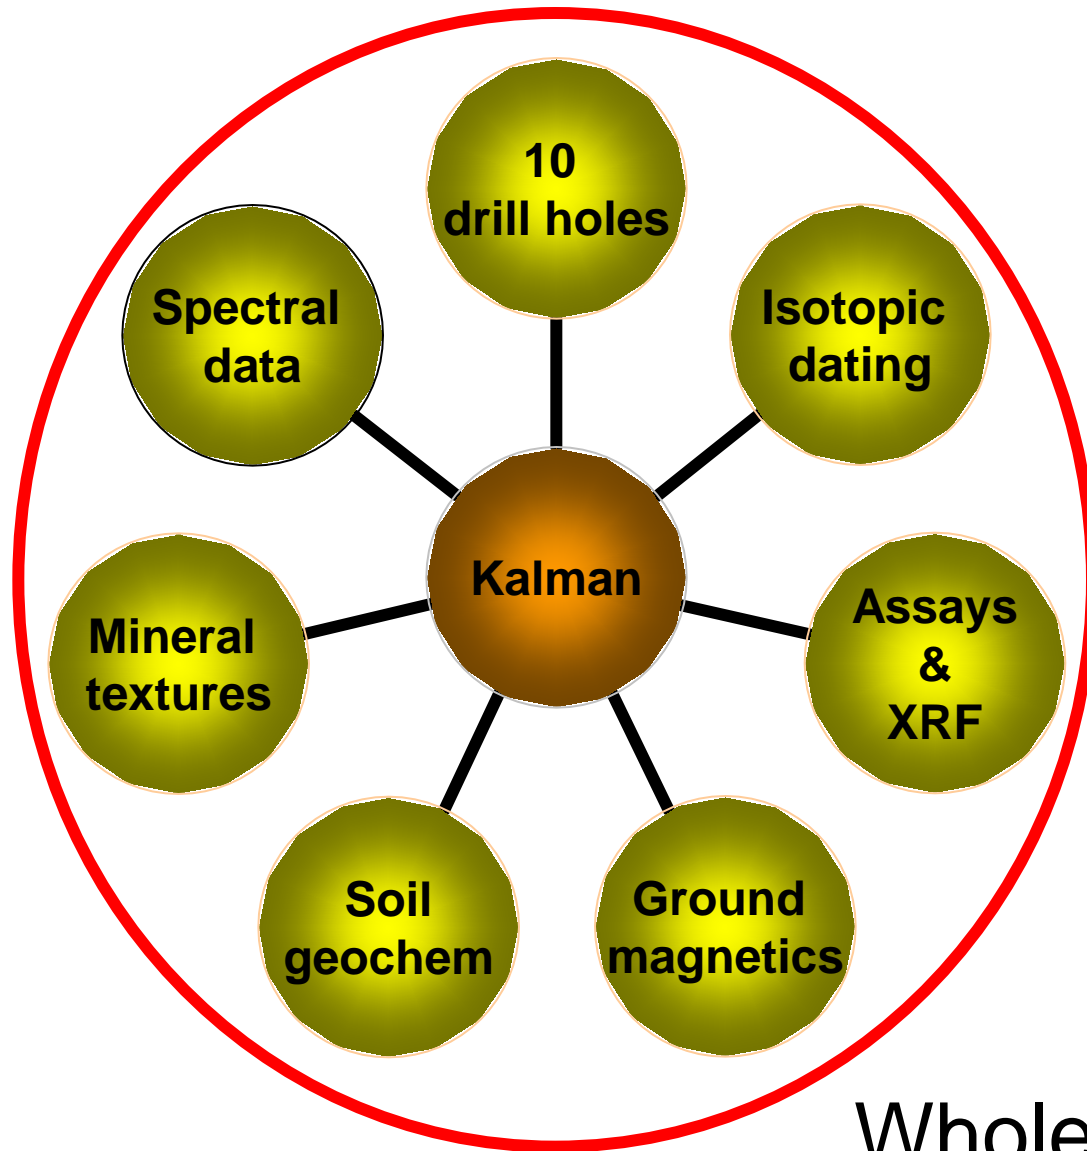 10
drill holes
Spectral
data
Isotopic
dating
Kalman
Mineral
textures
Assays
&
XRF
Soil
geochem
Ground
magnetics
Whole